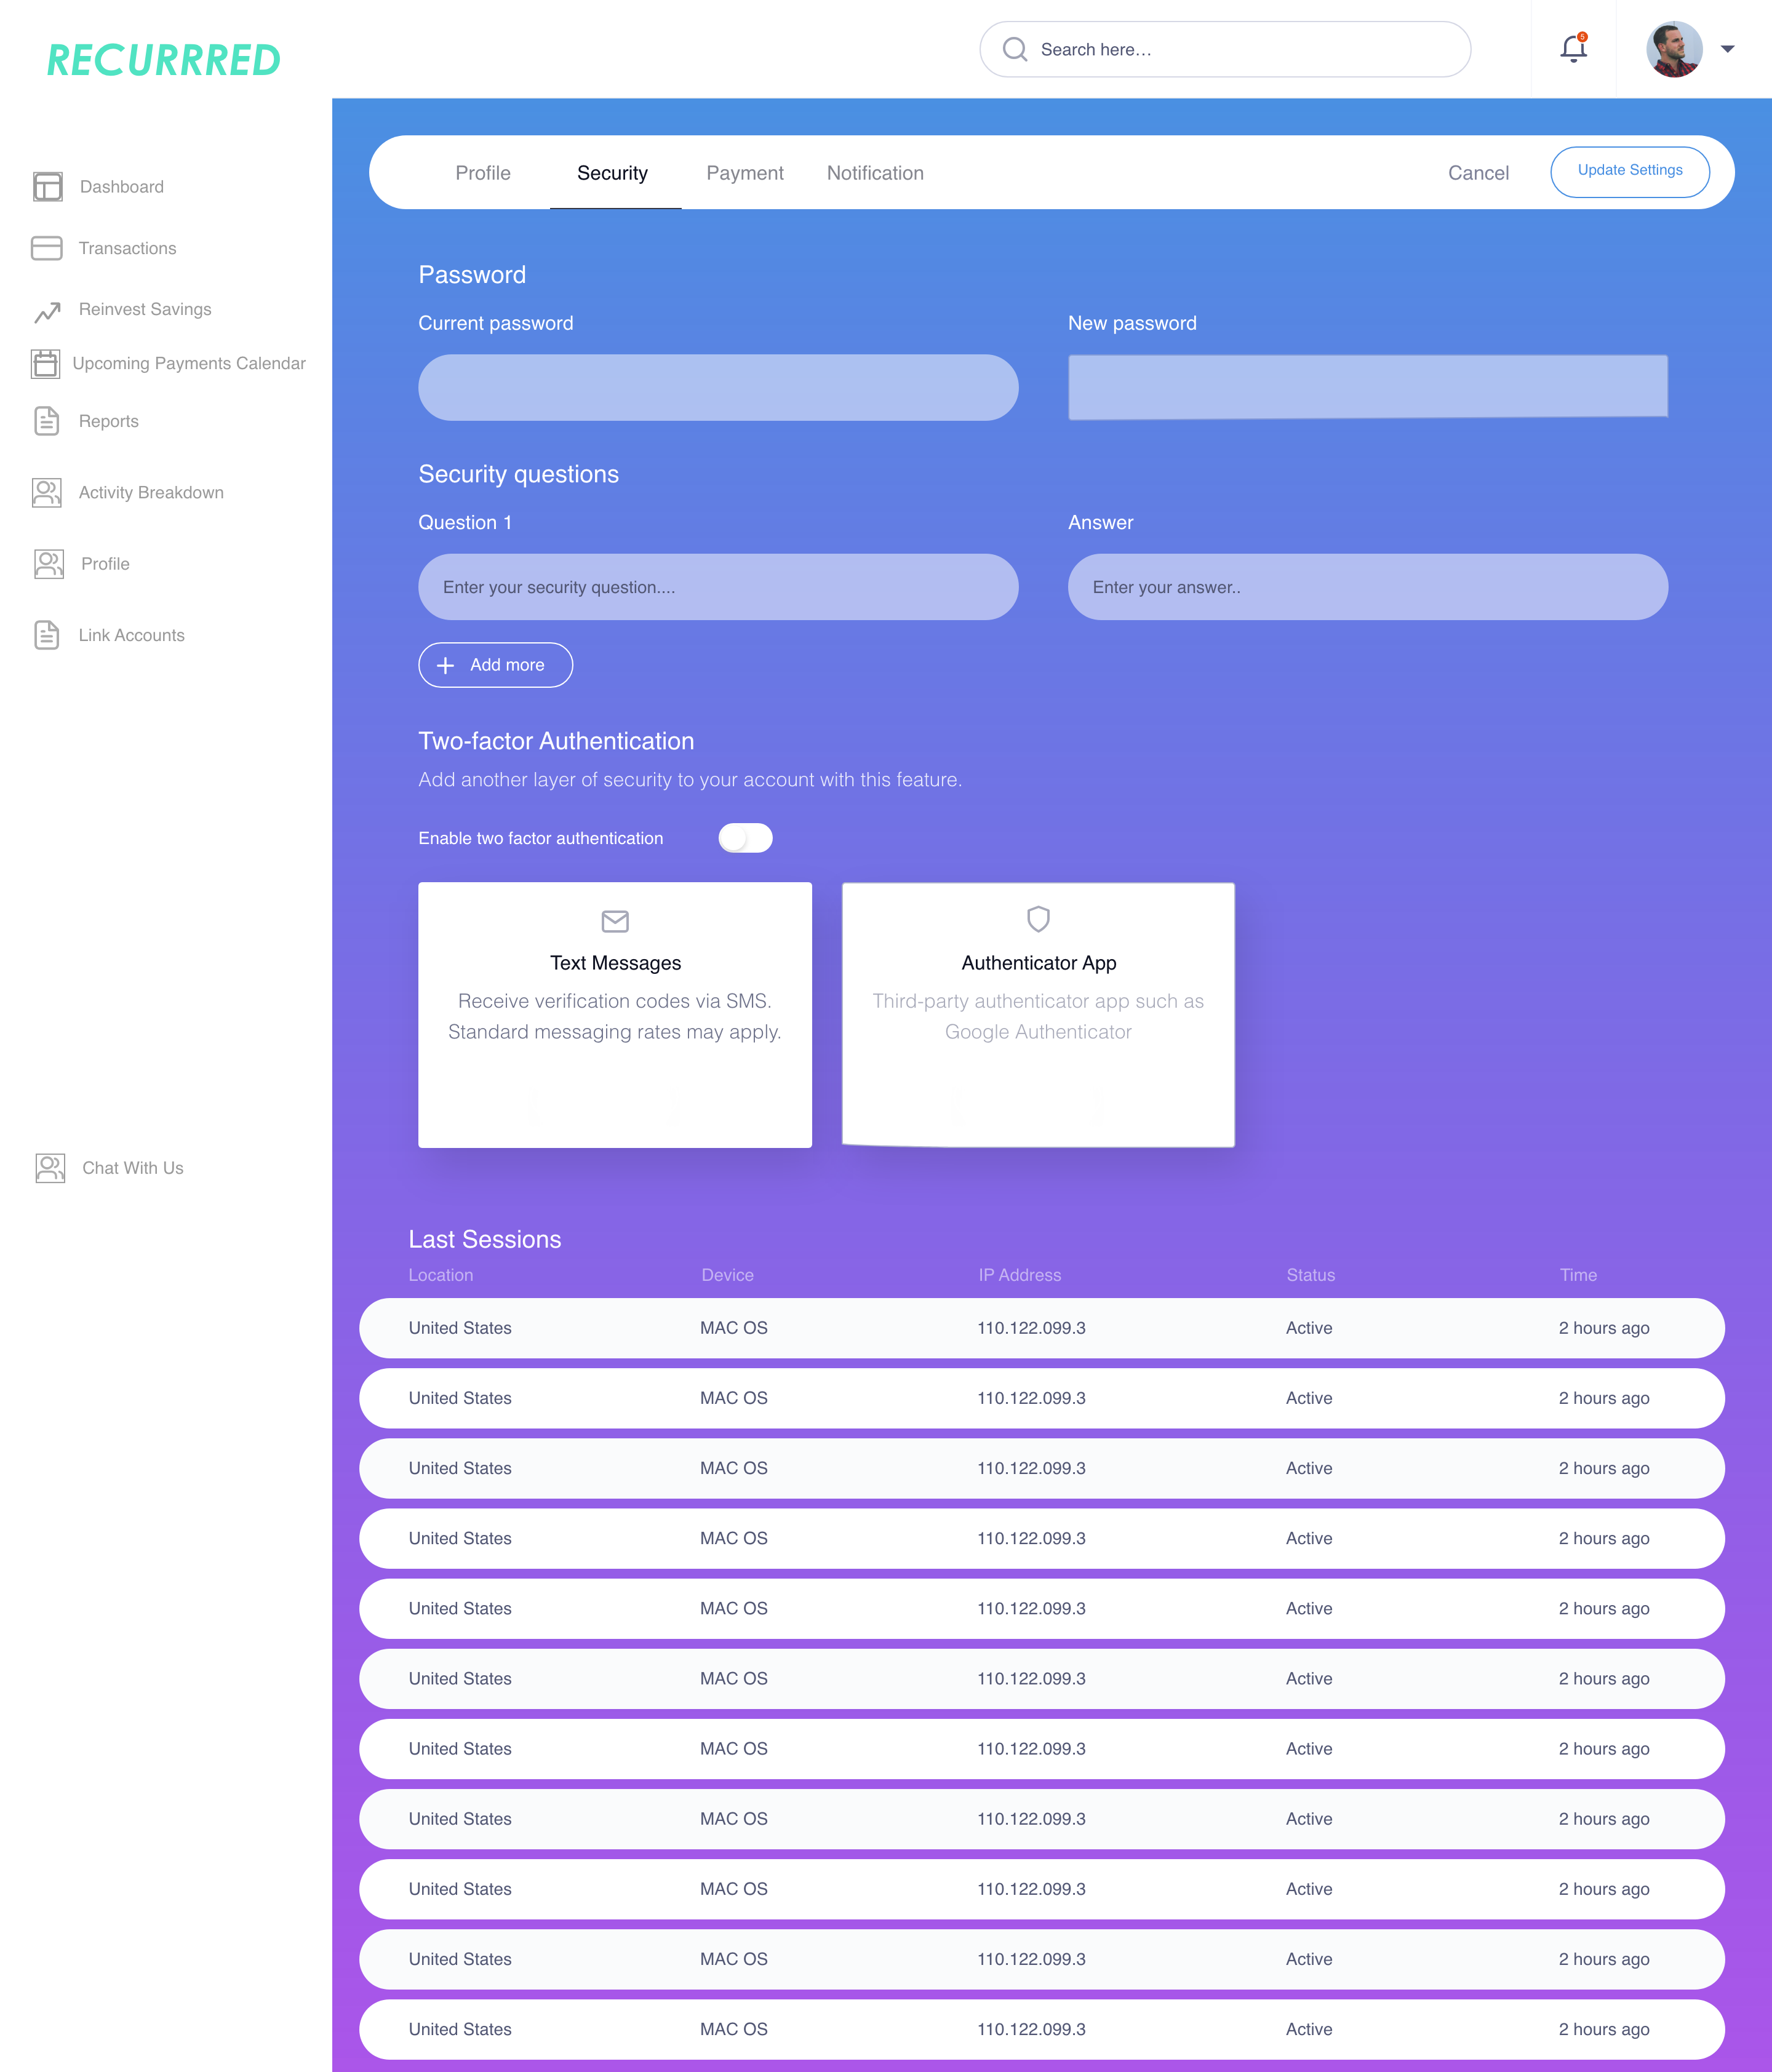 RECURRRED
Search here...
5
Dashboard
Transactions
Reinvest Savings
Upcoming Payments Calendar
Reports
Activity Breakdown
Profile
Link Accounts
Chat With Us
Profile Security Payment Notification Cancel Update Settings
Password
Current password New password
Security questions
Question 1 Answer
Enter your security question.... Enter your answer..
Add more
Two-factor Authentication
Add another layer of security to your account with this feature.
Enable two factor authentication
Text Messages
Receive verification codes via SMS.
Standard messaging rates may apply.
Authenticator App
Third-party authenticator app such as
Google Authenticator
Last Sessions
Location Device IP Address Status Time
United States MAC OS 110.122.099.3 Active 2 hours ago
United States MAC OS 110.122.099.3 Active 2 hours ago
United States MAC OS 110.122.099.3 Active 2 hours ago
United States MAC OS 110.122.099.3 Active 2 hours ago
United States MAC OS 110.122.099.3 Active 2 hours ago
United States MAC OS 110.122.099.3 Active 2 hours ago
United States MAC OS 110.122.099.3 Active 2 hours ago
United States MAC OS 110.122.099.3 Active 2 hours ago
United States MAC OS 110.122.099.3 Active 2 hours ago
United States MAC OS 110.122.099.3 Active 2 hours ago
United States MAC OS 110.122.099.3 Active 2 hours ago